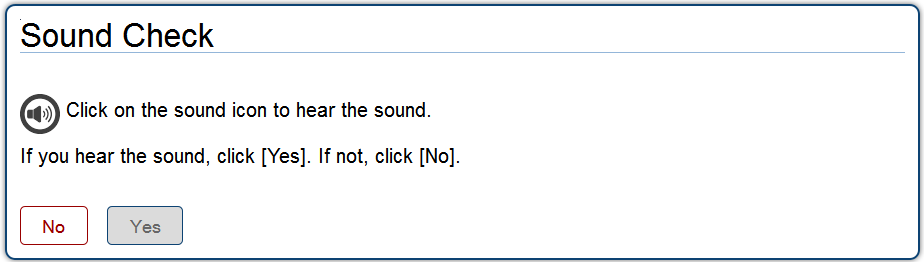 Sound Check
Click on the sound icon to hear the sound.
If you hear the sound, click [Yes]. If not, click [No].
No
Yes